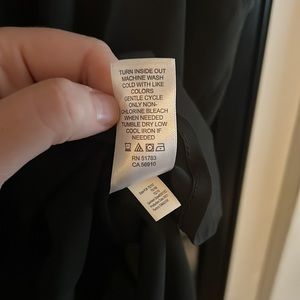 TURN INSIDE OUT
MACHINE WASH
COLD WITH LIKE
COLORS
GENTLE CYCLE
ONLY NON-
CHLORINE BLEACH
WHEN NEEDED
TUMBLE DRY LOW
COOL IRON IF
NEEDED
RN 51783
CA 56910